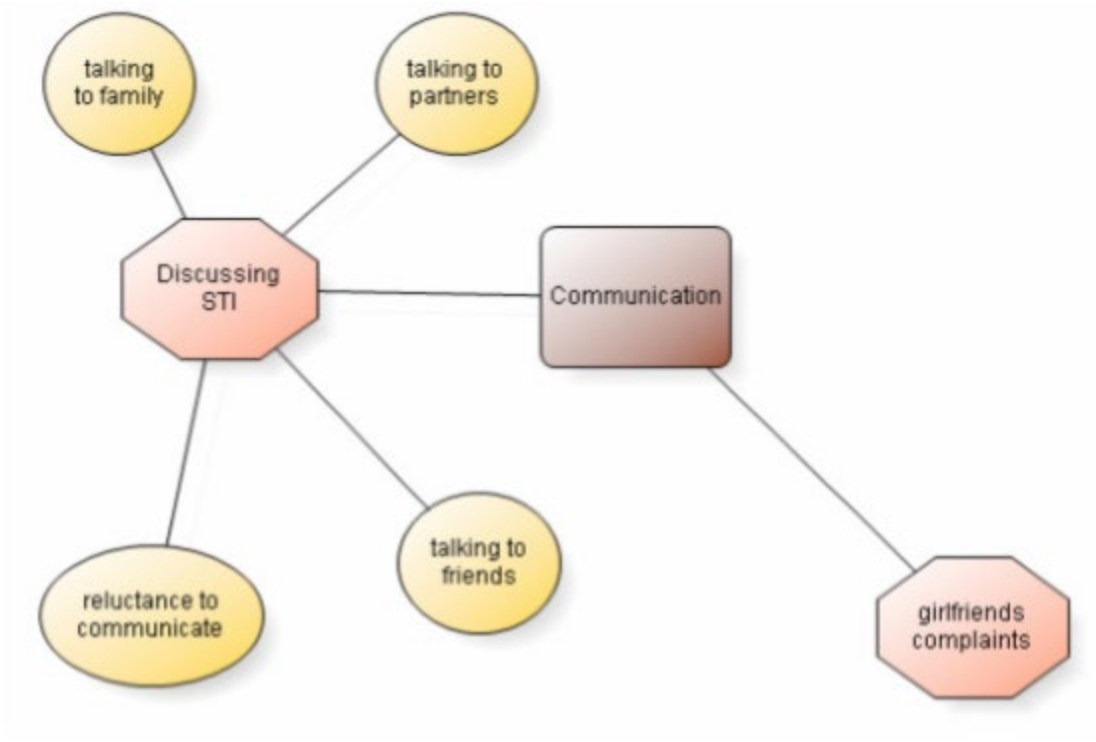 talking
to family
talking to
partners
Discussing
STI
Communication
talking to
friends
reluctance to
communicate
girlfriends
complaints